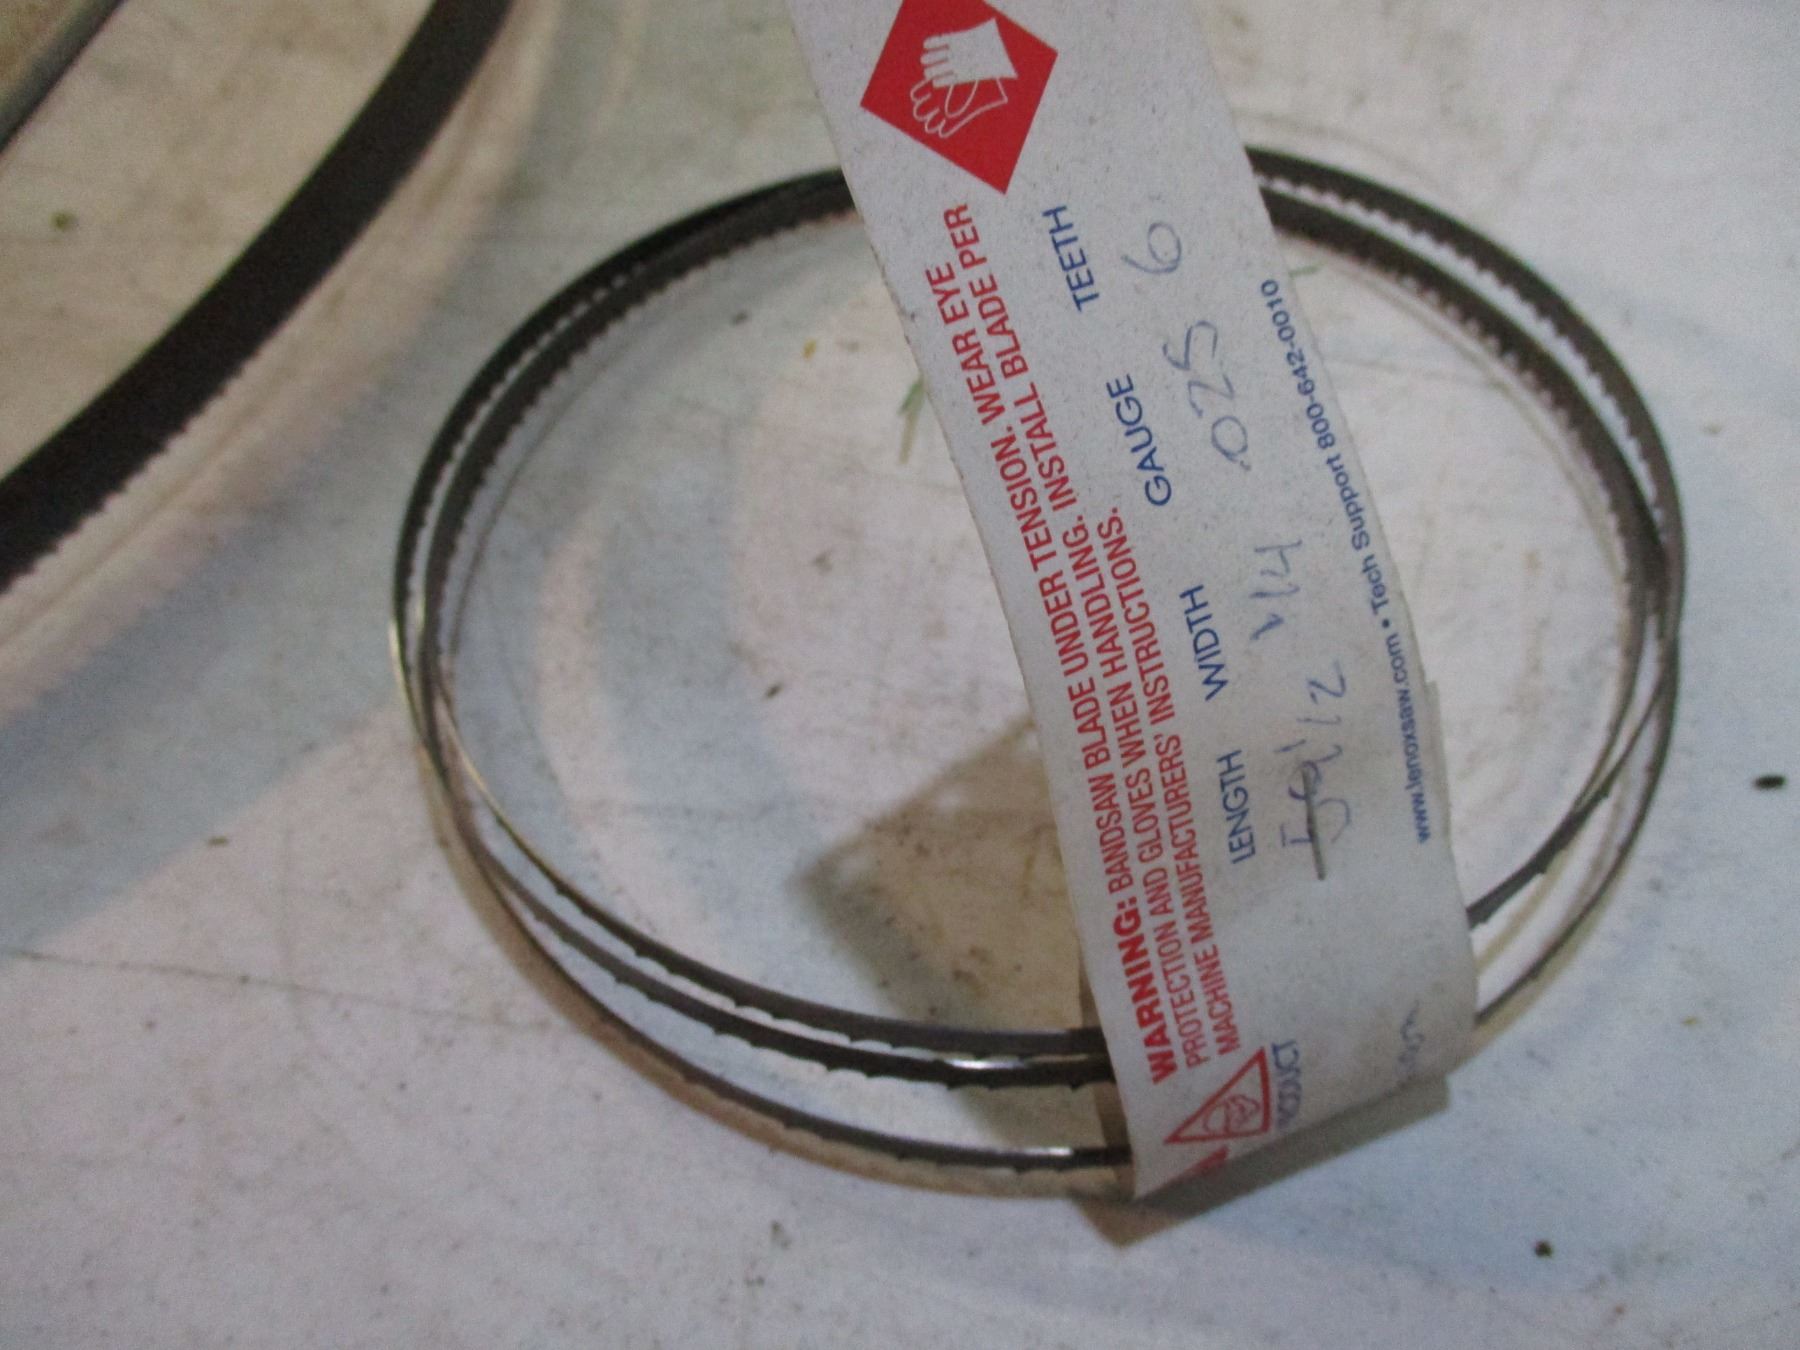 WARNING: BANDSAW BLADE UNDER TENSION. WEAR EYE
PROTECTION AND GLOVES WHEN HANDLING. INSTALL BLADE PER
MACHINE MANUFACTURERS' INSTRUCTIONS.
PRODUCT LENGTH WIDTH GAUGE TEETH
59 1/2 1/4 .025 6
www.lenoxsaw.com • Tech Support 800-642-0010